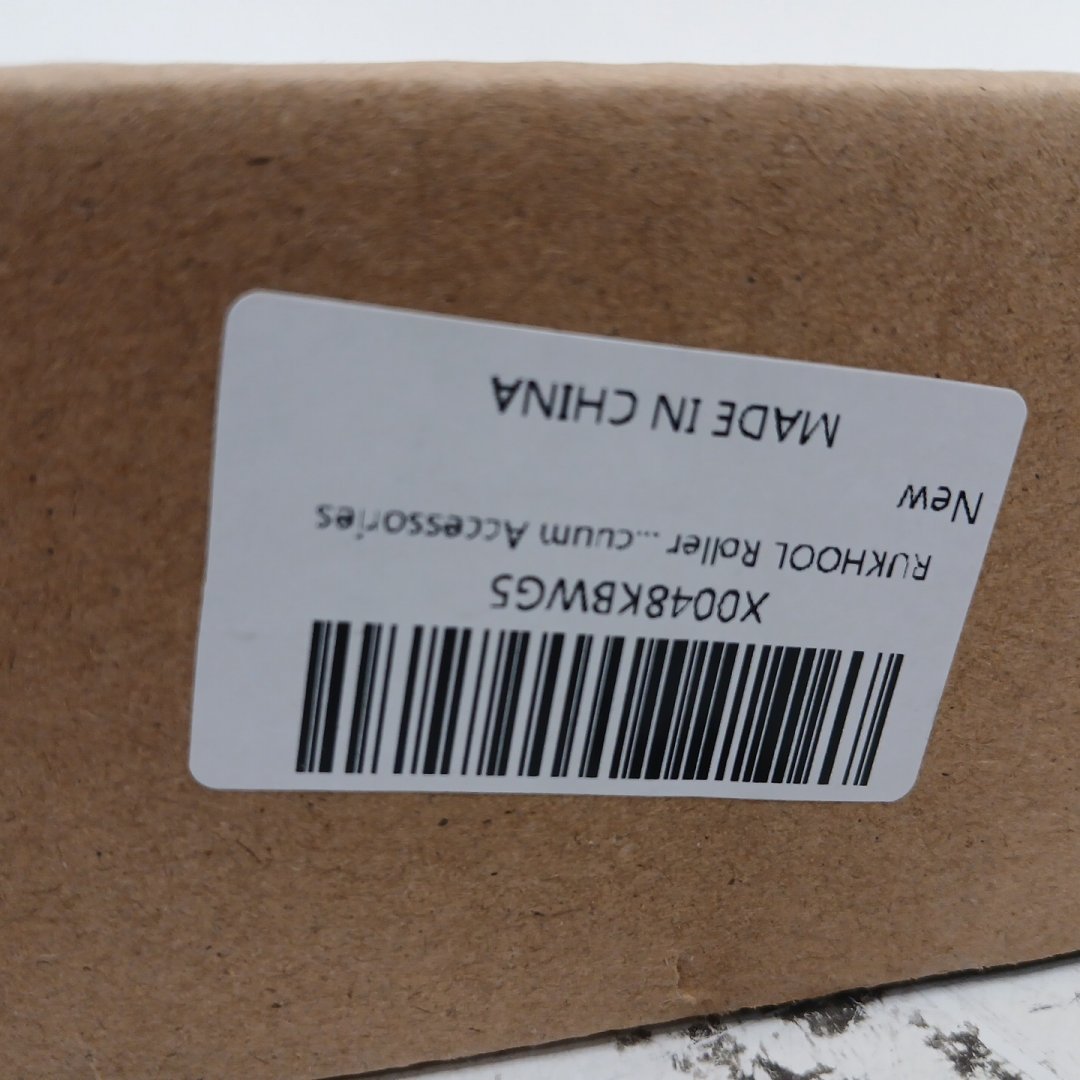 X0048KBWG5
RUKHOOL Roller...cuum Accessories
New
MADE IN CHINA